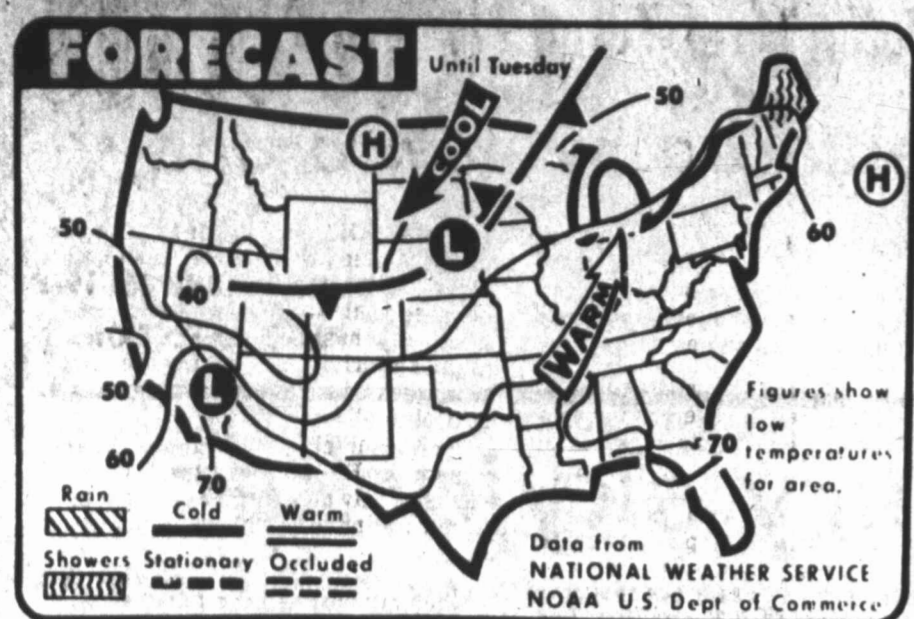 FORECAST
Until Tuesday
COOL
50
H
H
50
L
60
40
WARM
50
L
Figures show
low
70
temperatures
60
for area.
70
Rain
Cold
Warm
Showers
Stationary
Occluded
Data from
NATIONAL WEATHER SERVICE
NOAA U.S. Dept of Commerce